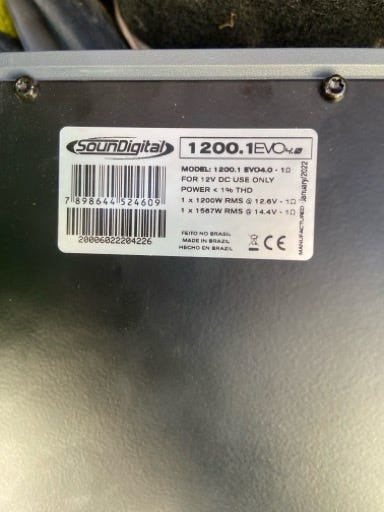 SounDigital
1200.1EVO4.0
MODEL: 1200.1 EVO4.0 - 1Ω
FOR 12V DC USE ONLY
POWER < 1% THD
1 x 1200W RMS @ 12.6V - 1Ω
1 x 1567W RMS @ 14.4V - 1Ω
7 898644 524609
20006022204226
FEITO NO BRASIL
MADE IN BRAZIL
HECHO EN BRAZIL
CE
MANUFACTURED January/2022